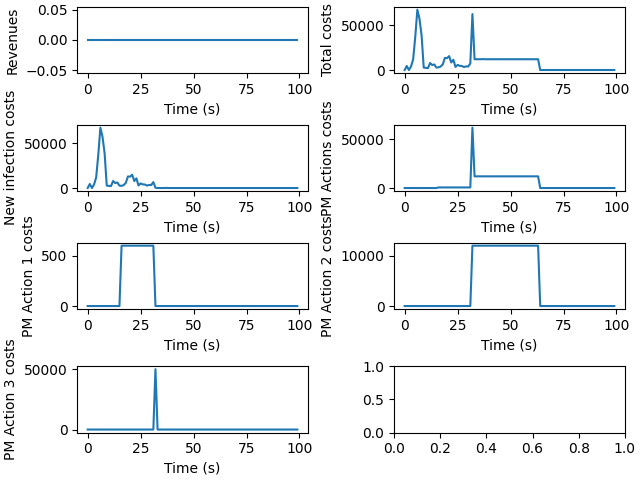 Revenues
0.05
0.00
−0.05
0 25 50 75 100
Time (s)
Total costs
50000
0
0 25 50 75 100
Time (s)
New infection costs
50000
0
0 25 50 75 100
Time (s)
PM Actions costs
50000
0
0 25 50 75 100
Time (s)
PM Action 1 costs
500
0
0 25 50 75 100
Time (s)
PM Action 2 costs
10000
0
0 25 50 75 100
Time (s)
PM Action 3 costs
50000
0
0 25 50 75 100
Time (s)
1.0
0.5
0.0
0.0 0.2 0.4 0.6 0.8 1.0